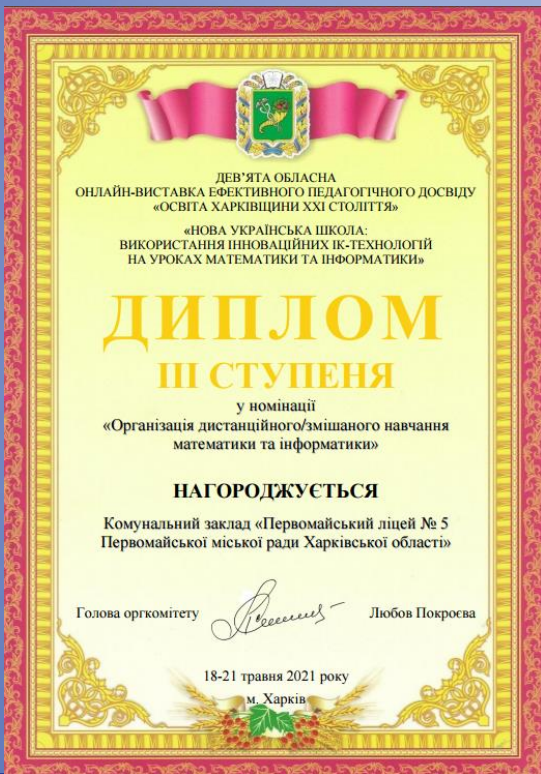 ДЕВ’ЯТА ОБЛАСНА
ОНЛАЙН-ВИСТАВКА ЕФЕКТИВНОГО ПЕДАГОГІЧНОГО ДОСВІДУ
«ОСВІТА ХАРКІВЩИНИ ХХІ СТОЛІТТЯ»
«НОВА УКРАЇНСЬКА ШКОЛА:
ВИКОРИСТАННЯ ІННОВАЦІЙНИХ ІК-ТЕХНОЛОГІЙ
НА УРОКАХ МАТЕМАТИКИ ТА ІНФОРМАТИКИ»
ДИПЛОМ
ІІІ СТУПЕНЯ
у номінації
«Організація дистанційного/змішаного навчання
математики та інформатики»
НАГОРОДЖУЄТЬСЯ
Комунальний заклад «Первомайський ліцей № 5
Первомайської міської ради Харківської області»
Голова оргкомітету Любов Покроєва
18-21 травня 2021 року
м. Харків